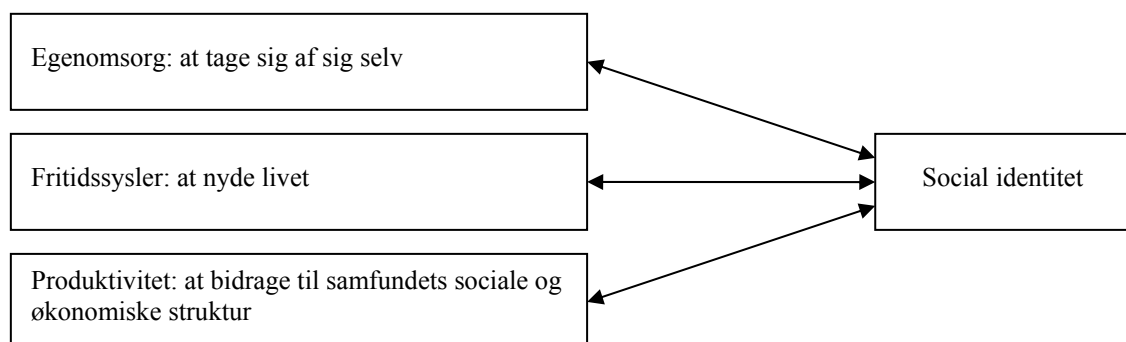 Egenomsorg: at tage sig af sig selv
Fritidssysler: at nyde livet
Social identitet
Produktivitet: at bidrage til samfundets sociale og
økonomiske struktur